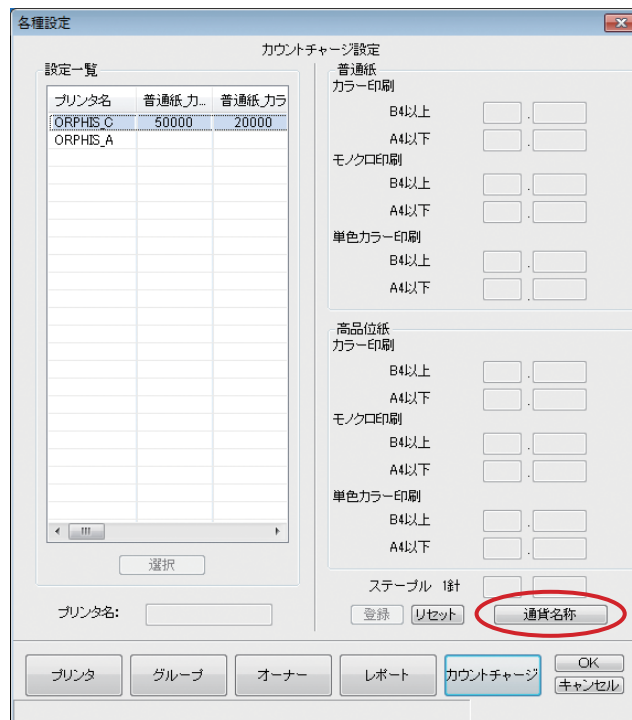 各種設定
カウントチャージ設定
設定一覧
プリンタ名 普通紙_カ... 普通紙_カラ
ORPHIS_C 50000 20000
ORPHIS_A
選択
プリンタ名:
普通紙
カラー印刷
B4以上 .
A4以下 .
モノクロ印刷
B4以上 .
A4以下 .
単色カラー印刷
B4以上 .
A4以下 .
高品位紙
カラー印刷
B4以上 .
A4以下 .
モノクロ印刷
B4以上 .
A4以下 .
単色カラー印刷
B4以上 .
A4以下 .
ステープル 1針 .
登録 リセット 通貨名称
プリンタ グループ オーナー レポート カウントチャージ OK
キャンセル